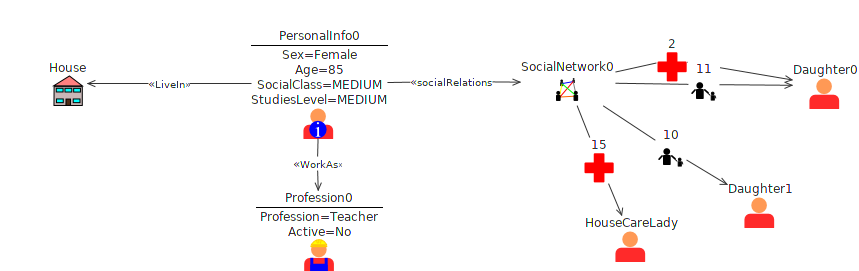 PersonalInfo0
Sex=Female
Age=85
SocialClass=MEDIUM
StudiesLevel=MEDIUM
House
«LiveIn»
«socialRelations»
SocialNetwork0
2
11
Daughter0
10
Daughter1
15
HouseCareLady
i
«WorkAs»
Profession0
Profession=Teacher
Active=No